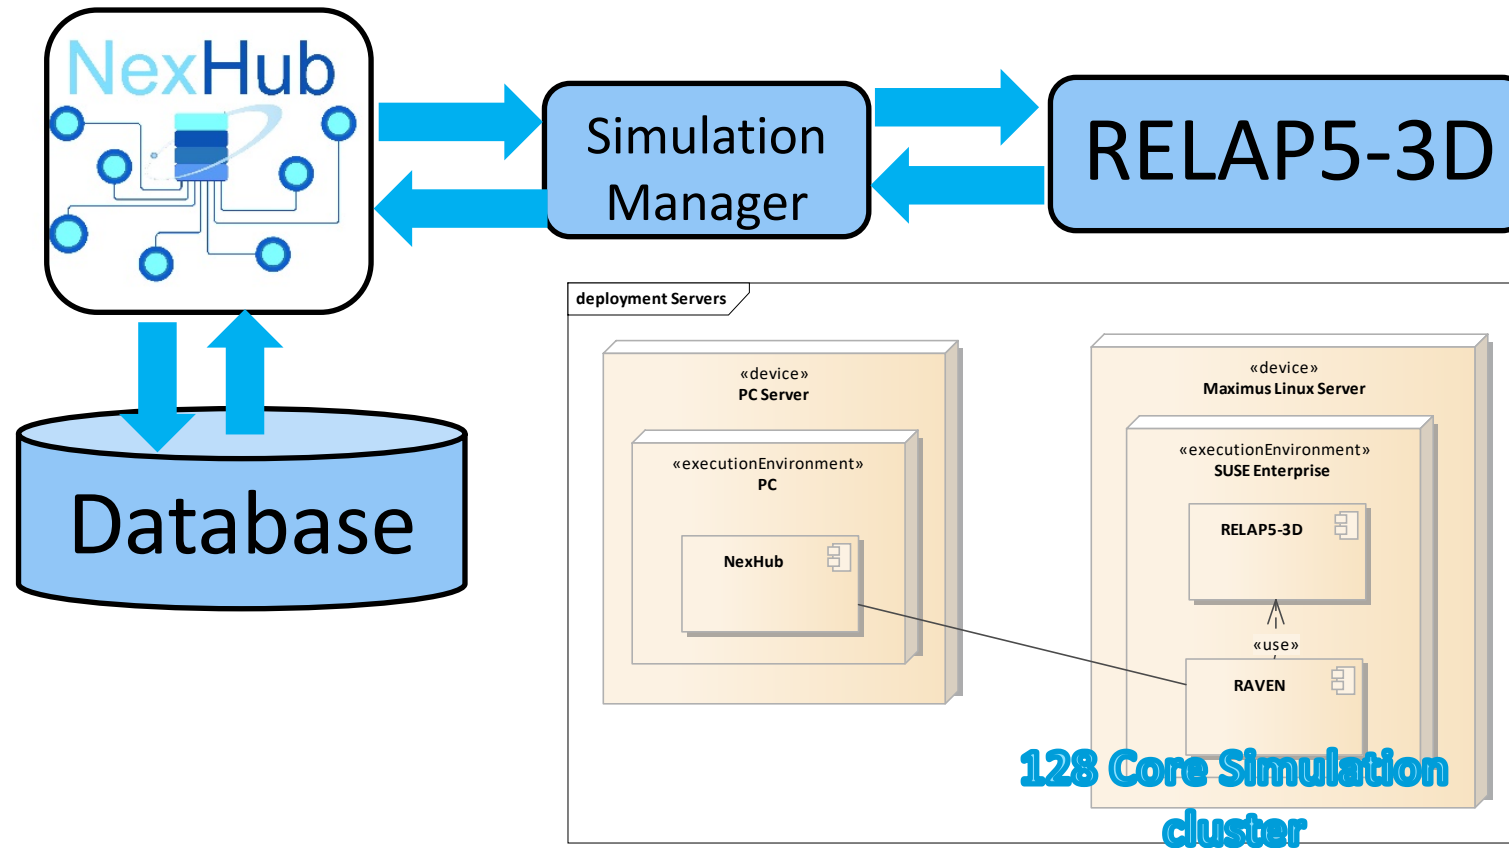 NexHub
Simulation
Manager
RELAP5-3D
Database
deployment Servers
«device»
PC Server
«executionEnvironment»
PC
NexHub
«device»
Maximus Linux Server
«executionEnvironment»
SUSE Enterprise
RELAP5-3D
«use»
RAVEN
128 Core Simulation
cluster